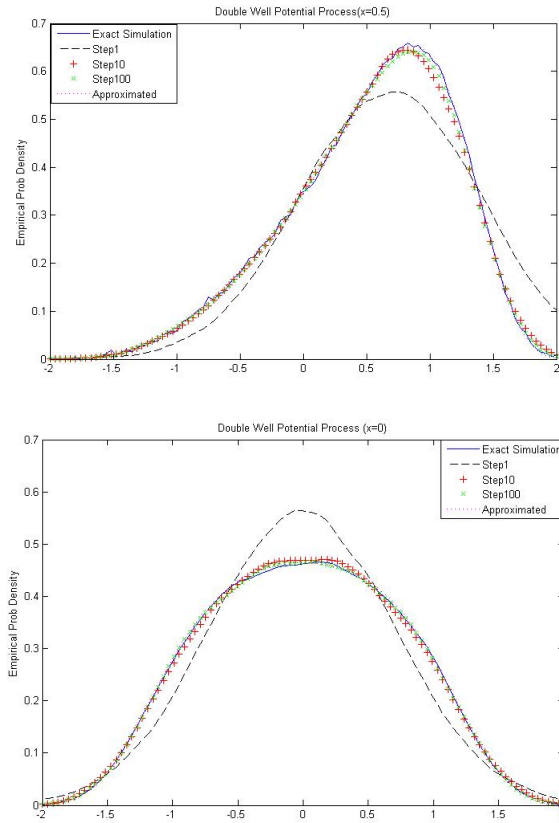 Double Well Potential Process(x=0.5)
0.7
0.6
0.5
0.4
0.3
0.2
0.1
0
Empirical Prob Density
Exact Simulation
Step1
Step10
Step100
Approximated
-2 -1.5 -1 -0.5 0 0.5 1 1.5 2
Double Well Potential Process (x=0)
0.7
0.6
0.5
0.4
0.3
0.2
0.1
0
Empirical Prob Density
Exact Simulation
Step1
Step10
Step100
Approximated
-2 -1.5 -1 -0.5 0 0.5 1 1.5 2